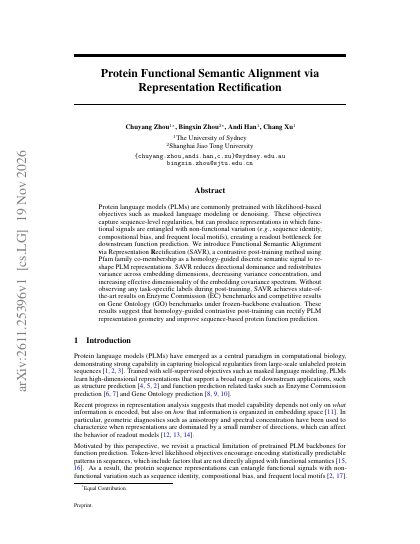 Protein Functional Semantic Alignment via
Representation Rectification
Chuyang Zhou1*, Bingxin Zhou2*, Andi Han1, Chang Xu1
1The University of Sydney
2Shanghai Jiao Tong University
{chuyang.zhou,andi.han,c.xu}@sydney.edu.au
bingxin.zhou@sjtu.edu.cn
arXiv:2611.25396v1 [cs.LG] 19 Nov 2026
Abstract
Protein language models (PLMs) are commonly pretrained with likelihood-based
objectives such as masked language modeling or denoising. These objectives
capture sequence-level regularities, but can produce representations in which func-
tional signals are entangled with non-functional variation (e.g., sequence identity,
compositional bias, and frequent local motifs), creating a readout bottleneck for
downstream function prediction. We introduce Functional Semantic Alignment
via Representation Rectification (SAVR), a contrastive post-training method using
Pfam family co-membership as a homology-guided discrete semantic signal to re-
shape PLM representations. SAVR reduces directional dominance and redistributes
variance across embedding dimensions, decreasing variance concentration, and
increasing effective dimensionality of the embedding covariance spectrum. Without
observing any task-specific labels during post-training, SAVR achieves state-of-
the-art results on Enzyme Commission (EC) benchmarks and competitive results
on Gene Ontology (GO) benchmarks under frozen-backbone evaluation. These
results suggest that homology-guided contrastive post-training can rectify PLM
representation geometry and improve sequence-based protein function prediction.
1 Introduction
Protein language models (PLMs) have emerged as a central paradigm in computational biology,
demonstrating strong capability in capturing biological regularities from large-scale unlabeled protein
sequences [1, 2, 3]. Trained with self-supervised objectives such as masked language modeling, PLMs
learn high-dimensional representations that support a broad range of downstream applications, such
as structure prediction [4, 5, 2] and function prediction related tasks such as Enzyme Commission
prediction [6, 7] and Gene Ontology prediction [8, 9, 10].
Recent progress in representation analysis suggests that model capability depends not only on what
information is encoded, but also on how that information is organized in embedding space [11]. In
particular, geometric diagnostics such as anisotropy and spectral concentration have been used to
characterize when representations are dominated by a small number of directions, which can affect
the behavior of readout models [12, 13, 14].
Motivated by this perspective, we revisit a practical limitation of pretrained PLM backbones for
function prediction. Token-level likelihood objectives encourage encoding statistically predictable
patterns in sequences, which include factors that are not directly aligned with functional semantics [15,
16]. As a result, the protein sequence representations can entangle functional signals with non-
functional variation such as sequence identity, compositional bias, and frequent local motifs [2, 17].
*Equal Contribution.
Preprint.